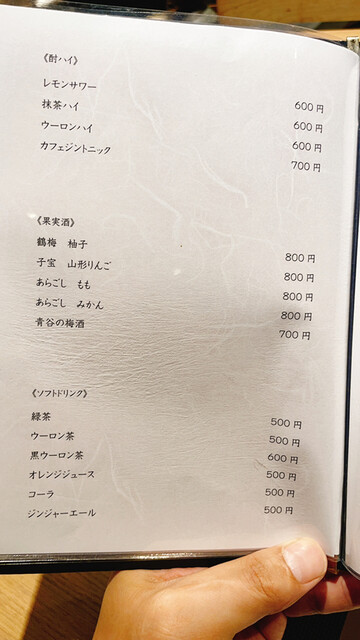 《酎ハイ》
レモンサワー 600円
抹茶ハイ 600円
ウーロンハイ 600円
カフェジントニック 700円
《果実酒》
鶴梅 柚子 800円
子宝 山形りんご 800円
あらごし もも 800円
あらごし みかん 800円
青谷の梅酒 700円
《ソフトドリンク》
緑茶 500円
ウーロン茶 500円
黒ウーロン茶 600円
オレンジジュース 500円
コーラ 500円
ジンジャーエール 500円